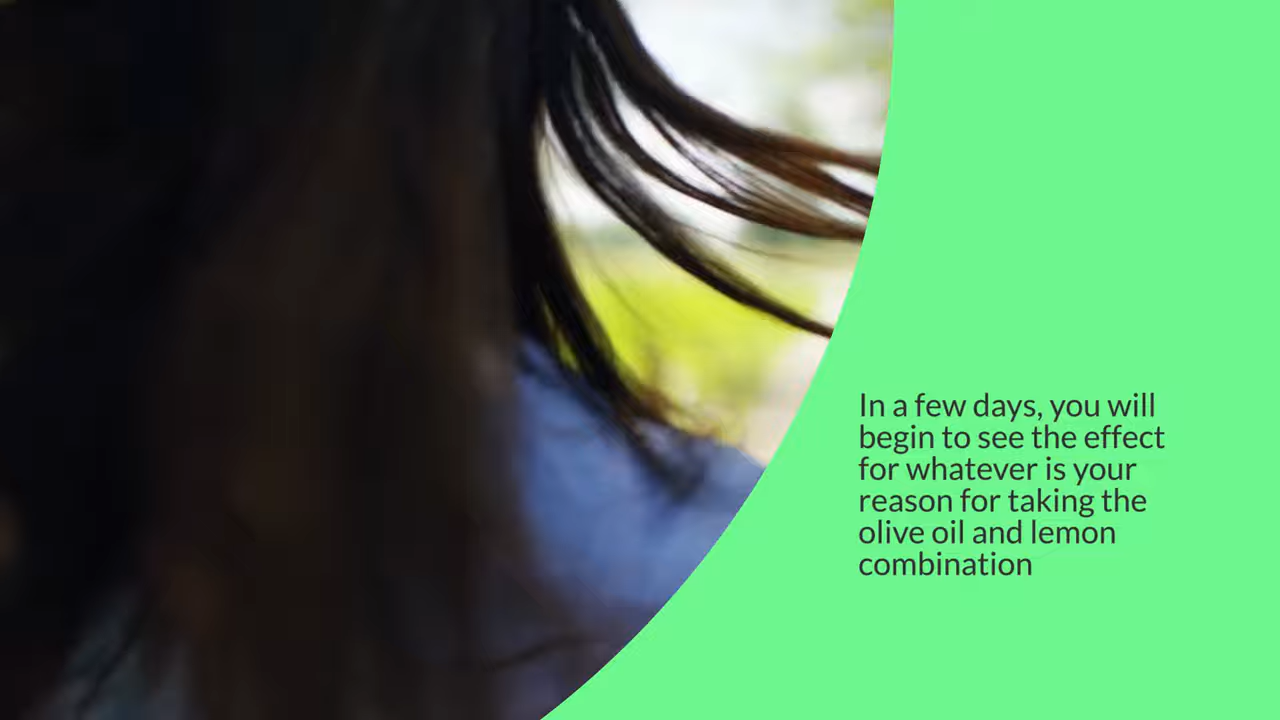 In a few days, you will
begin to see the effect
for whatever is your
reason for taking the
olive oil and lemon
combination